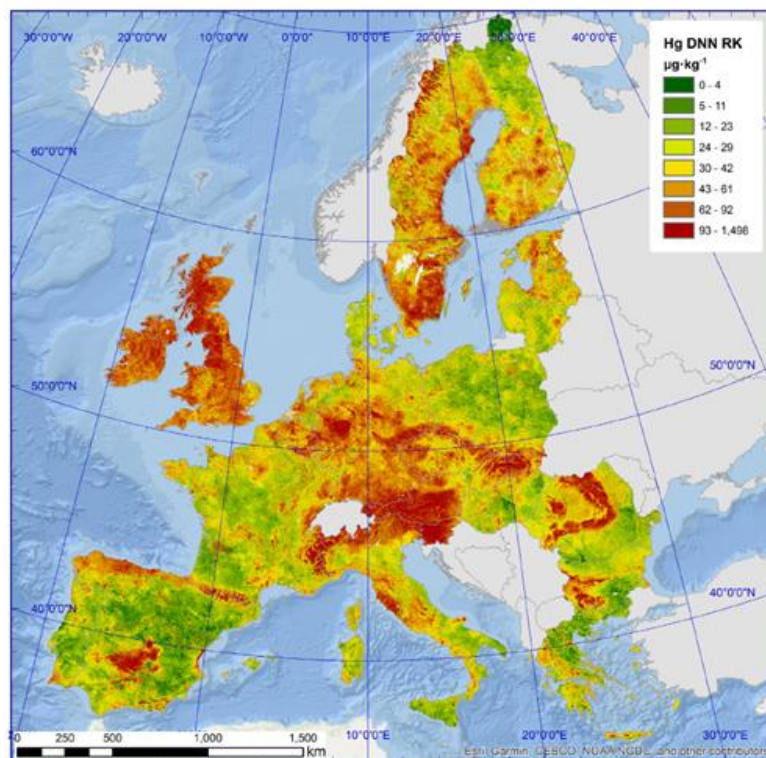 30°0'0"W
20°0'0"W
10°0'0"W
0°0'0"E
10°0'0"E
20°0'0"E
30°0'0"E
Hg DNN RK
µg·kg⁻¹
0 - 4
5 - 11
12 - 23
24 - 29
30 - 42
43 - 61
62 - 92
93 - 1,498
60°0'0"N
50°0'0"N
50°0'0"N
40°0'0"N
40°0'0"N
0 250 500 1,000 1,500
km
10°0'0"E
20°0'0"E
30°0'0"E
Esri, Garmin, GEBCO, NOAA NGDC, and other contributors